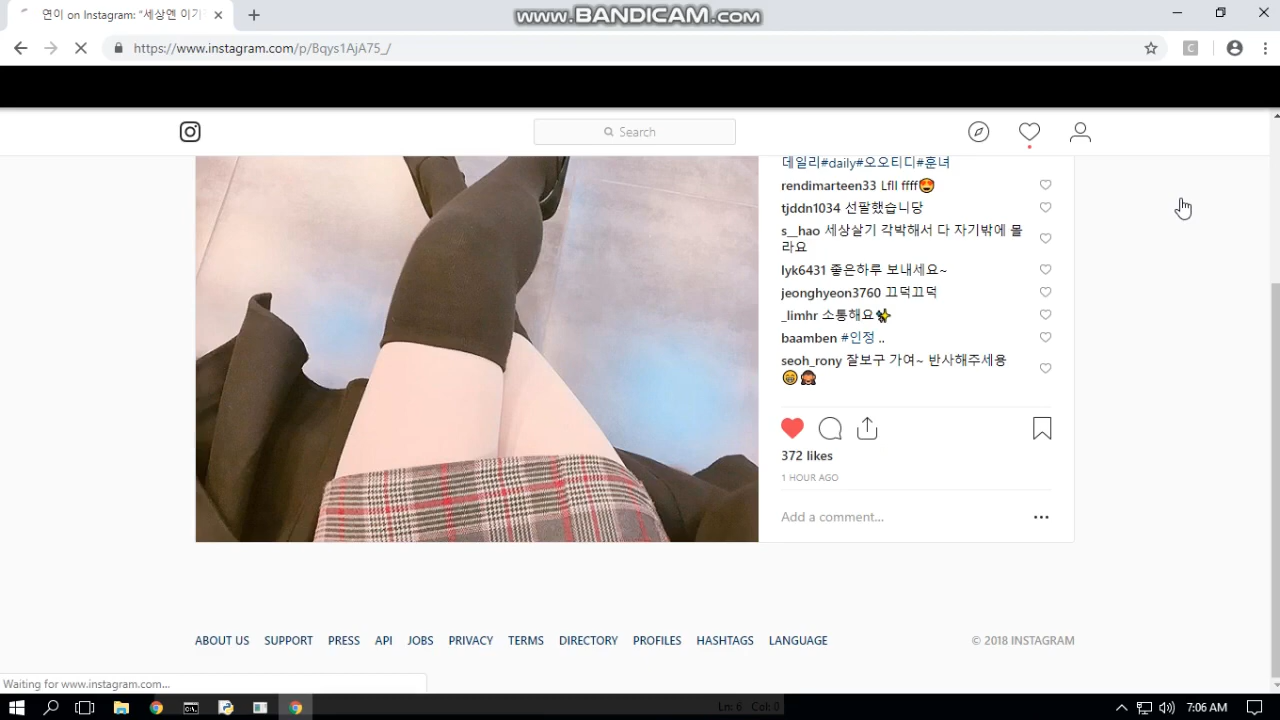 연이 on Instagram: "세상엔 이기
www.BANDICAM.com
https://www.instagram.com/p/Bqys1AjA75_/
Search
데일리#daily#오오티디#훈녀
rendimarteen33 Lfll ffff😍
tjddn1034 선팔했습니당
s__hao 세상살기 각박해서 다 자기밖에 몰
라요
lyk6431 좋은하루 보내세요~
jeonghyeon3760 끄덕끄덕
_limhr 소통해요✨
baamben #인정 ..
seoh_rony 잘보구 가여~ 반사해주세용
😁🙈
372 likes
1 HOUR AGO
Add a comment...
ABOUT US SUPPORT PRESS API JOBS PRIVACY TERMS DIRECTORY PROFILES HASHTAGS LANGUAGE
© 2018 INSTAGRAM
Waiting for www.instagram.com...
Ln: 6 Col: 0
7:06 AM